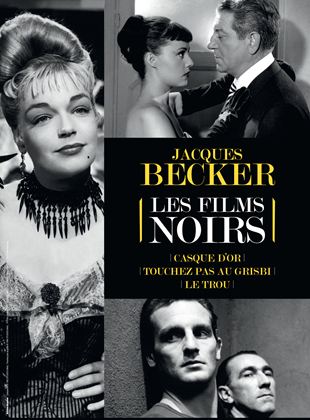 JACQUES
BECKER
LES FILMS
NOIRS
| CASQUE D'OR |
| TOUCHEZ PAS AU GRISBI |
| LE TROU |